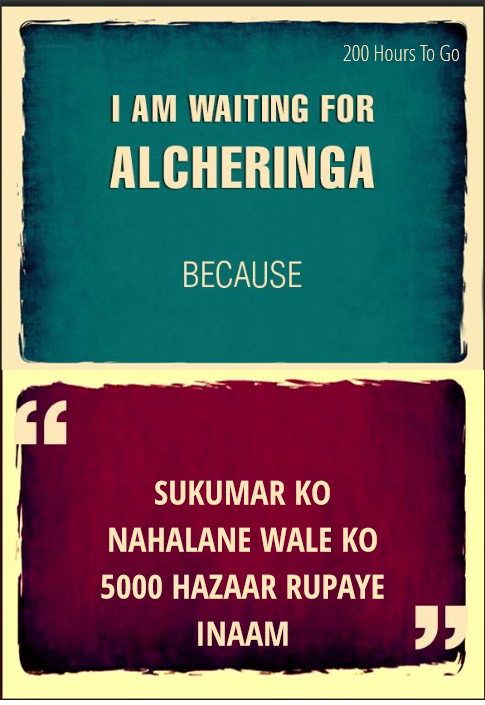 200 Hours To Go
I AM WAITING FOR
ALCHERINGA
BECAUSE
“
SUKUMAR KO
NAHALANE WALE KO
5000 HAZAAR RUPAYE
INAAM
”